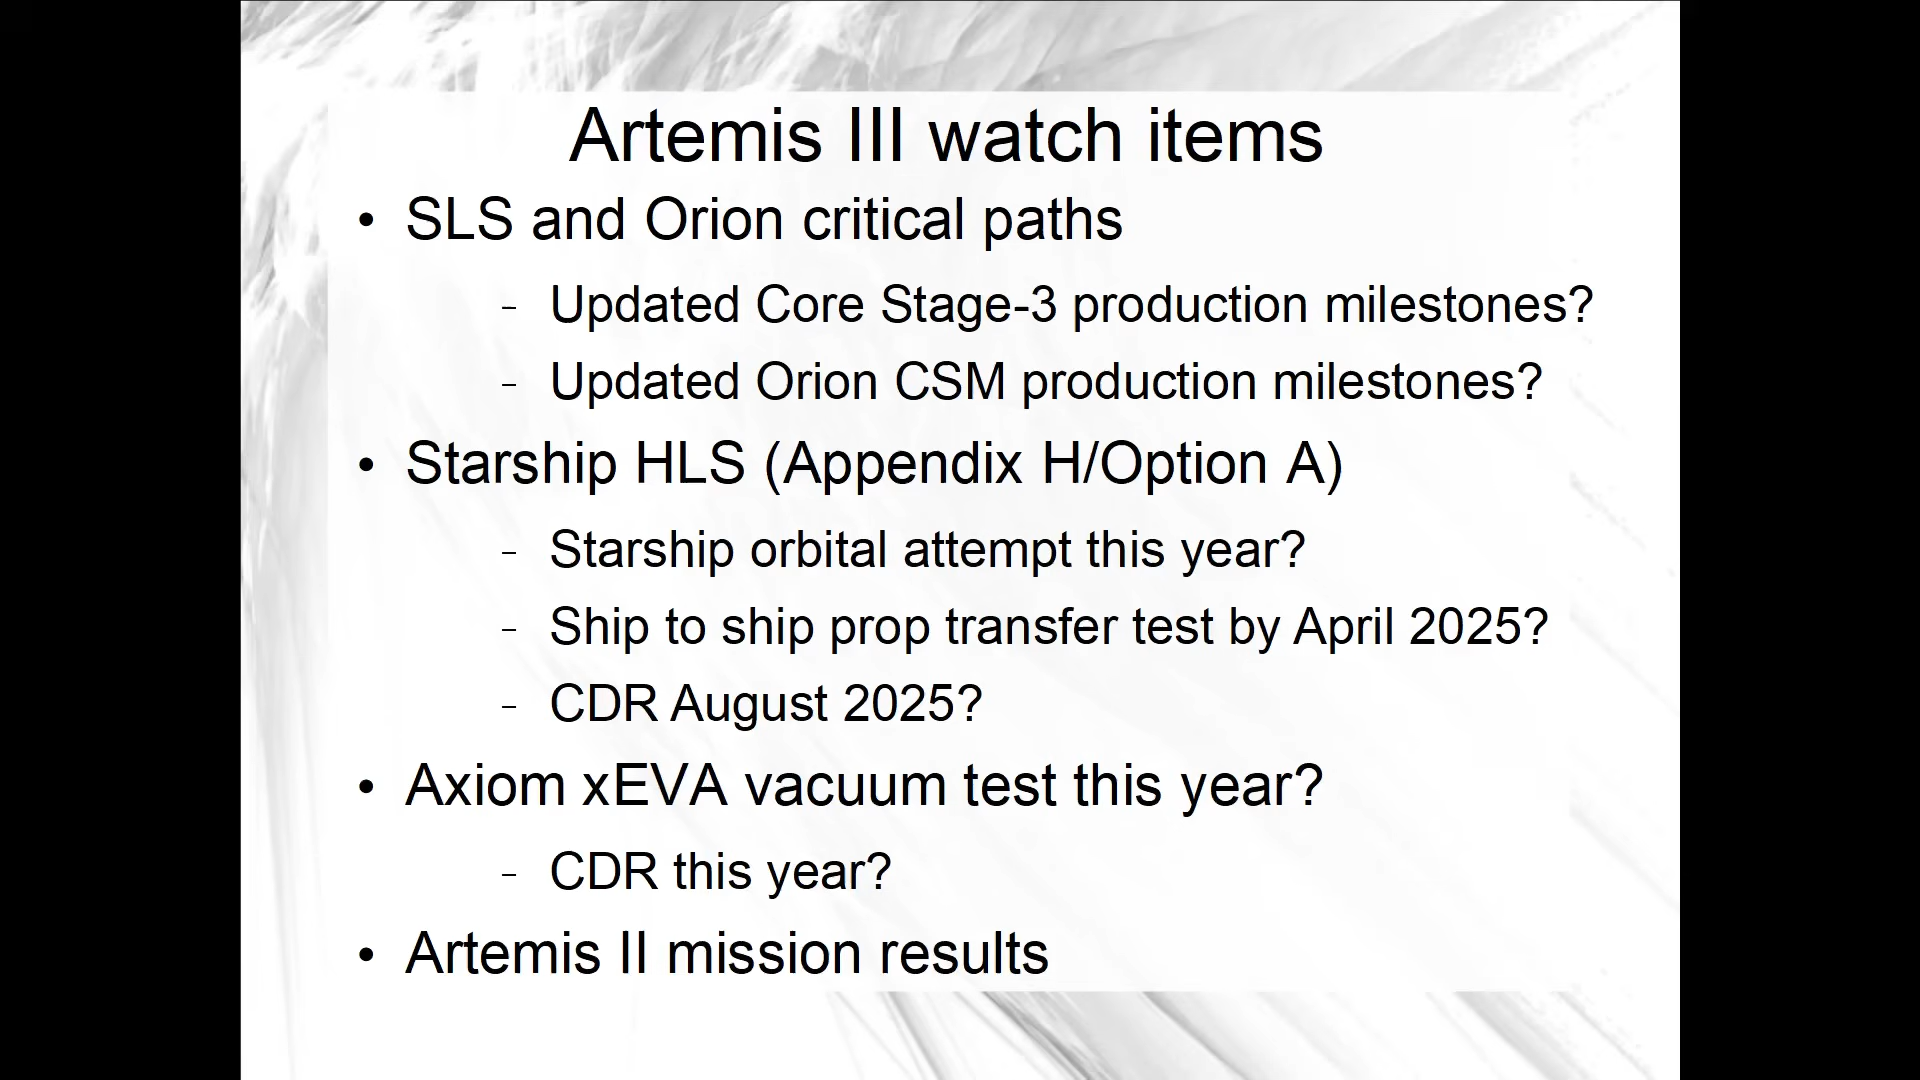 Artemis III watch items
• SLS and Orion critical paths
– Updated Core Stage-3 production milestones?
– Updated Orion CSM production milestones?
• Starship HLS (Appendix H/Option A)
– Starship orbital attempt this year?
– Ship to ship prop transfer test by April 2025?
– CDR August 2025?
• Axiom xEVA vacuum test this year?
– CDR this year?
• Artemis II mission results